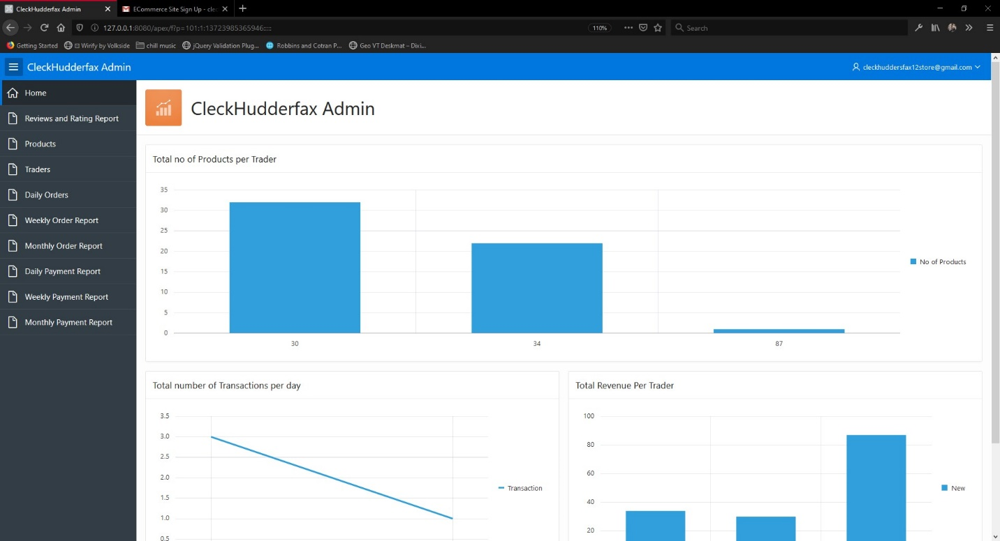 CleckHudderfax Admin
ECommerce Site Sign Up - clec
127.0.0.1:8080/apex/f?p=101:1:13723985365946:::::
110%
Search
Getting Started
Wirify by Volkside
chill music
jQuery Validation Plug...
Robbins and Cotran P...
Geo VT Deskmat – Dixi...
CleckHudderfax Admin
cleckhuddersfax12store@gmail.com
Home
Reviews and Rating Report
Products
Traders
Daily Orders
Weekly Order Report
Monthly Order Report
Daily Payment Report
Weekly Payment Report
Monthly Payment Report
CleckHudderfax Admin
Total no of Products per Trader
35
30
25
20
15
10
5
0
30 34 87
No of Products
Total number of Transactions per day
3.5
3.0
2.5
2.0
1.5
1.0
0.5
Transaction
Total Revenue Per Trader
100
80
60
40
20
New